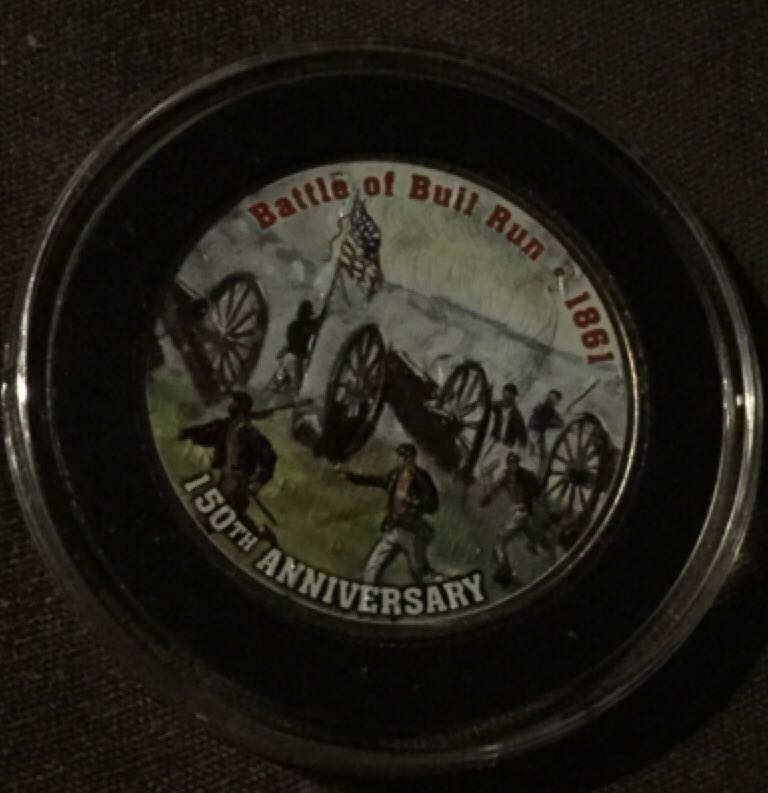 Battle of Bull Run - 1861
150TH ANNIVERSARY